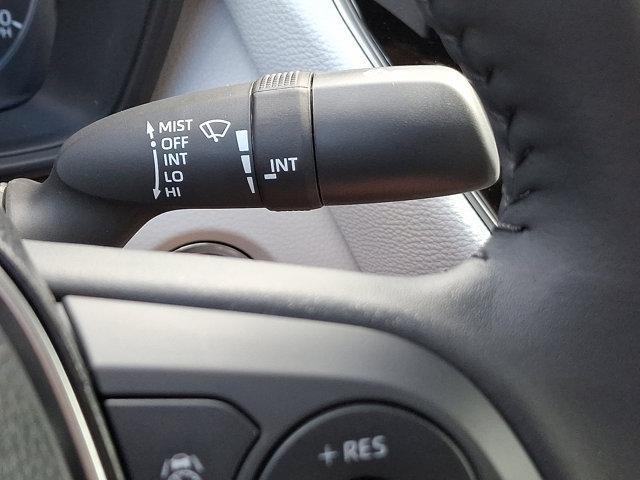 MIST
OFF
INT
LO
HI
INT
+ RES